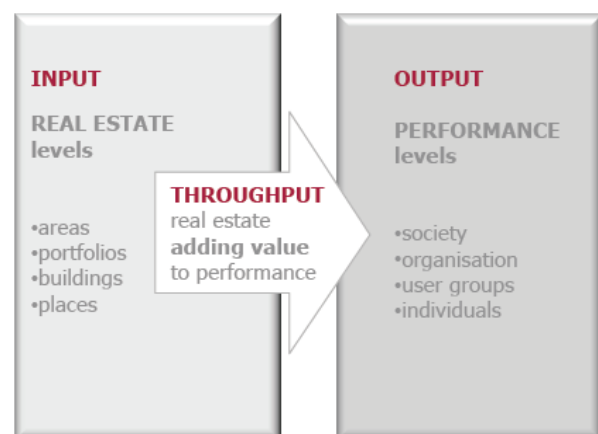 INPUT
REAL ESTATE
levels
•areas
•portfolios
•buildings
•places
THROUGHPUT
real estate
adding value
to performance
OUTPUT
PERFORMANCE
levels
•society
•organisation
•user groups
•individuals